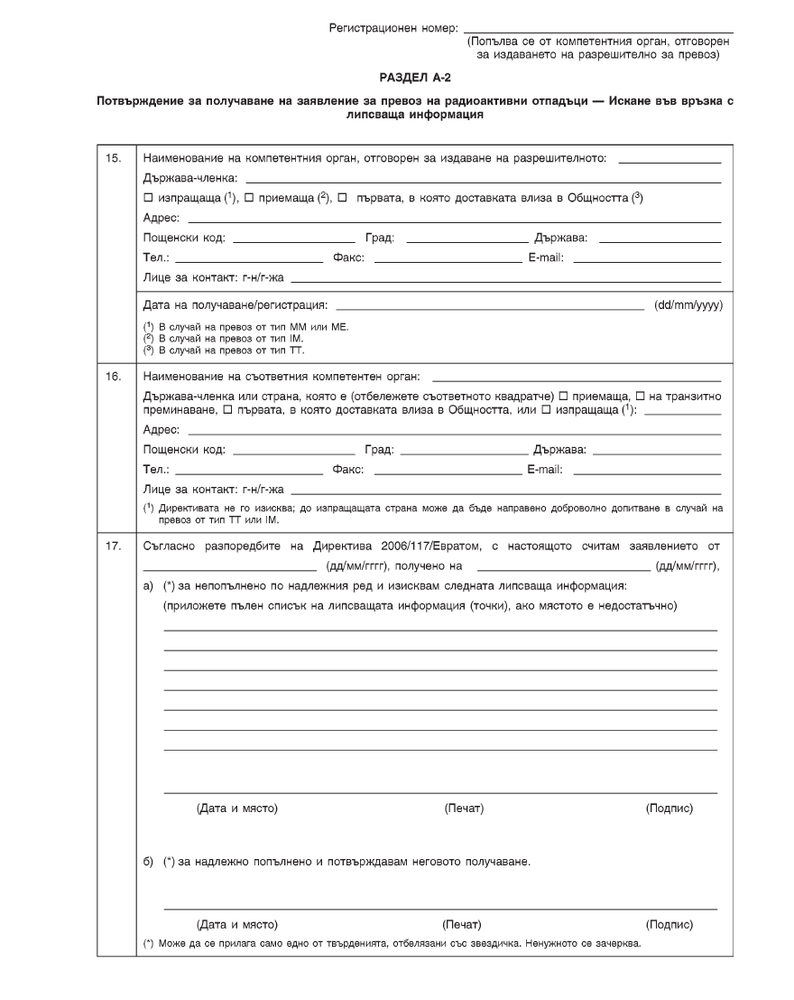 Регистрационен номер:
(Попълва се от компетентния орган, отговорен
за издаването на разрешително за превоз)
РАЗДЕЛ А-2
Потвърждение за получаване на заявление за превоз на радиоактивни отпадъци — Искане във връзка с
липсваща информация
15. Наименование на компетентния орган, отговорен за издаване на разрешителното:
Държава-членка:
☐ изпращаща (1), ☐ приемаща (2), ☐ първата, в която доставката влиза в Общността (3)
Адрес:
Пощенски код: Град: Държава:
Тел.: Факс: E-mail:
Лице за контакт: г-н/г-жа
Дата на получаване/регистрация: (dd/mm/yyyy)
(1) В случай на превоз от тип ММ или МЕ.
(2) В случай на превоз от тип IM.
(3) В случай на превоз от тип ТТ.
16. Наименование на съответния компетентен орган:
Държава-членка или страна, която е (отбележете съответното квадратче) ☐ приемаща, ☐ на транзитно
преминаване, ☐ първата, в която доставката влиза в Общността, или ☐ изпращаща (1):
Адрес:
Пощенски код: Град: Държава:
Тел.: Факс: E-mail:
Лице за контакт: г-н/г-жа
(1) Директивата не го изисква; до изпращащата страна може да бъде направено доброволно допитване в случай на
превоз от тип ТТ или IM.
17. Съгласно разпоредбите на Директива 2006/117/Евратом, с настоящото считам заявлението от
(дд/мм/гггг), получено на (дд/мм/гггг),
а) (*) за непопълнено по надлежния ред и изисквам следната липсваща информация:
(приложете пълен списък на липсващата информация (точки), ако мястото е недостатъчно)
(Дата и място) (Печат) (Подпис)
б) (*) за надлежно попълнено и потвърждавам неговото получаване.
(Дата и място) (Печат) (Подпис)
(*) Може да се прилага само едно от твърденията, отбелязани със звездичка. Ненужното се зачерква.